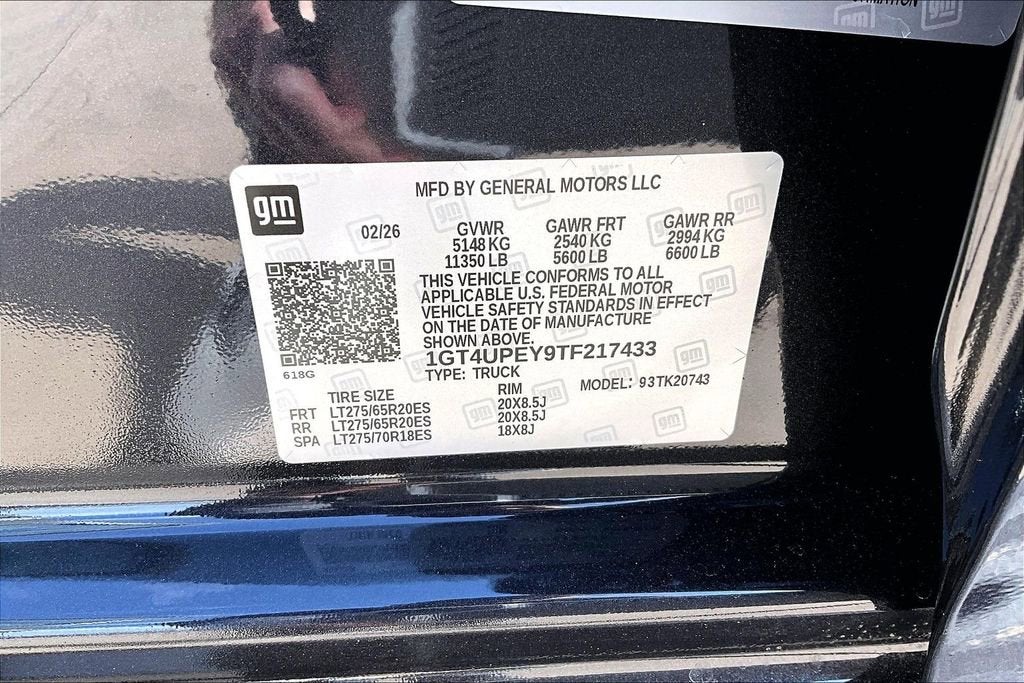 gm
MFD BY GENERAL MOTORS LLC
02/26
GVWR GAWR FRT GAWR RR
5148 KG 2540 KG 2994 KG
11350 LB 5600 LB 6600 LB
THIS VEHICLE CONFORMS TO ALL
APPLICABLE U.S. FEDERAL MOTOR
VEHICLE SAFETY STANDARDS IN EFFECT
ON THE DATE OF MANUFACTURE
SHOWN ABOVE.
1GT4UPEY9TF217433
618G
TYPE: TRUCK
MODEL: 93TK20743
TIRE SIZE RIM
FRT LT275/65R20ES 20X8.5J
RR LT275/65R20ES 20X8.5J
SPA LT275/70R18ES 18X8J